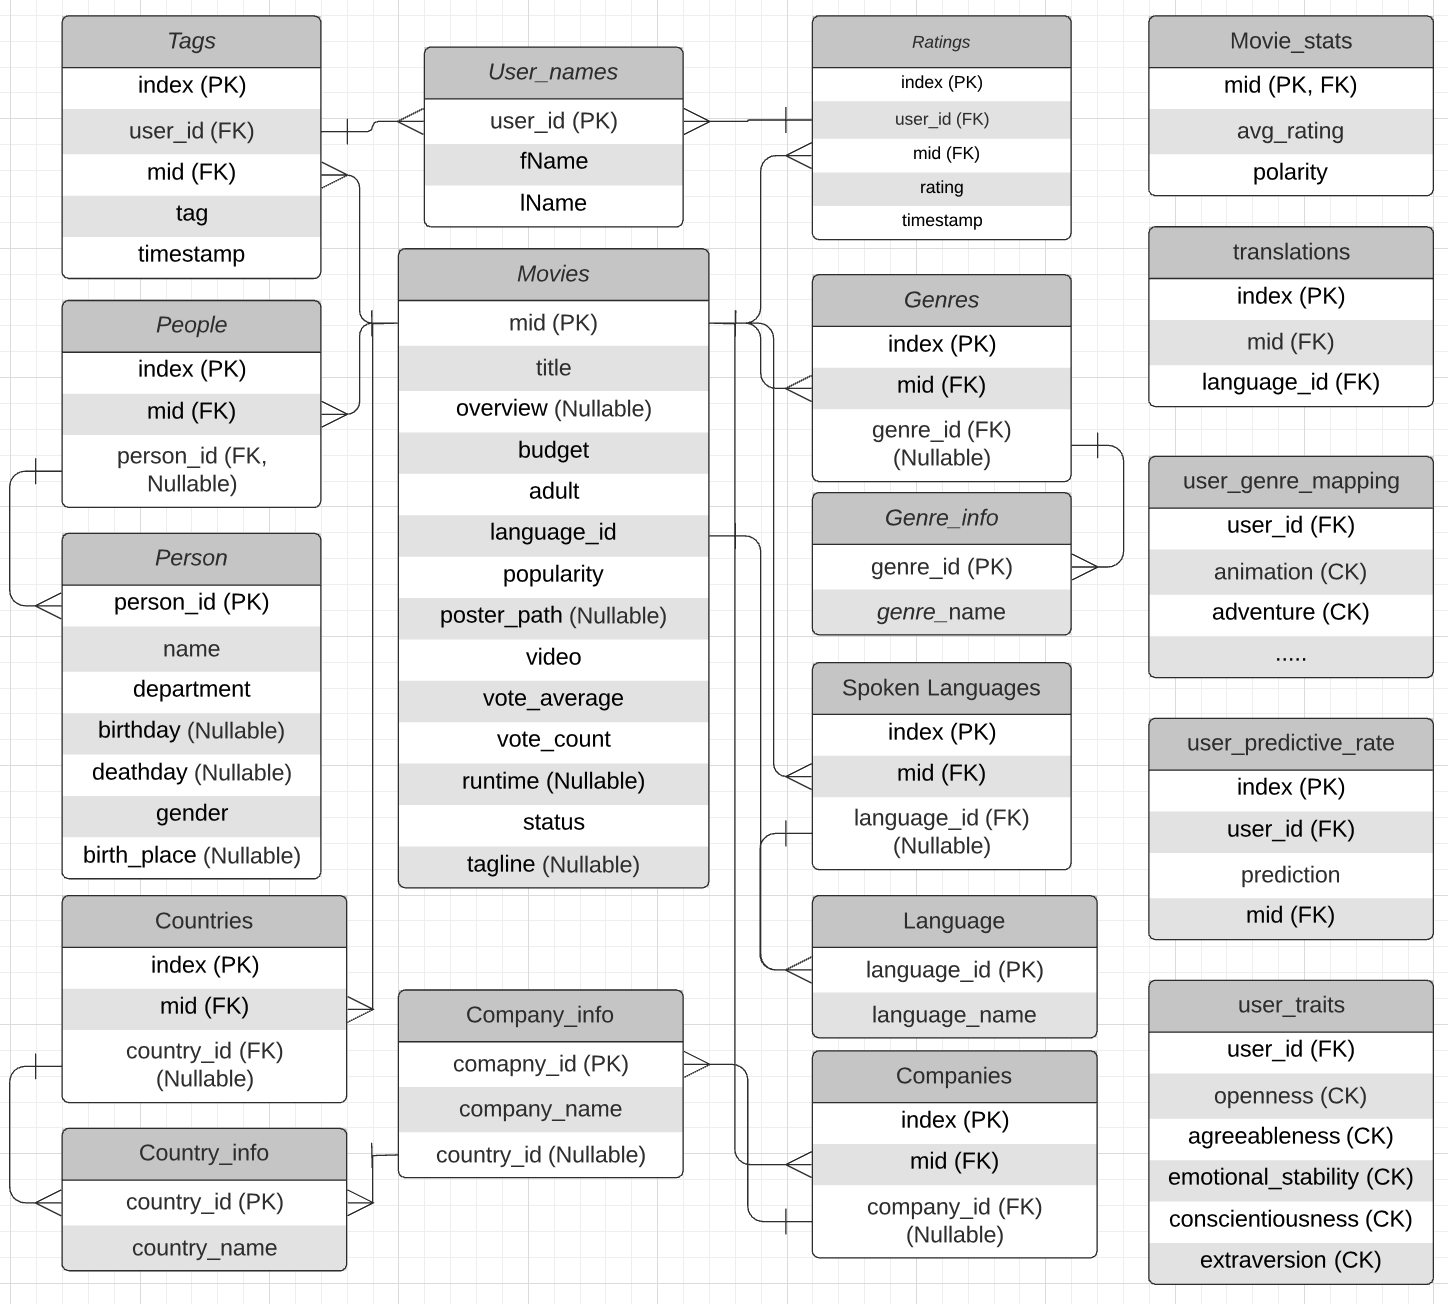 Tags
index (PK)
user_id (FK)
mid (FK)
tag
timestamp
User_names
user_id (PK)
fName
lName
Ratings
index (PK)
user_id (FK)
mid (FK)
rating
timestamp
Movie_stats
mid (PK, FK)
avg_rating
polarity
People
index (PK)
mid (FK)
person_id (FK,
Nullable)
Movies
mid (PK)
title
overview (Nullable)
budget
adult
language_id
popularity
poster_path (Nullable)
video
vote_average
vote_count
runtime (Nullable)
status
tagline (Nullable)
Genres
index (PK)
mid (FK)
genre_id (FK)
(Nullable)
translations
index (PK)
mid (FK)
language_id (FK)
Person
person_id (PK)
name
department
birthday (Nullable)
deathday (Nullable)
gender
birth_place (Nullable)
Genre_info
genre_id (PK)
genre_name
user_genre_mapping
user_id (FK)
animation (CK)
adventure (CK)
.....
Spoken Languages
index (PK)
mid (FK)
language_id (FK)
(Nullable)
user_predictive_rate
index (PK)
user_id (FK)
prediction
mid (FK)
Countries
index (PK)
mid (FK)
country_id (FK)
(Nullable)
Company_info
comapny_id (PK)
company_name
country_id (Nullable)
Language
language_id (PK)
language_name
Country_info
country_id (PK)
country_name
Companies
index (PK)
mid (FK)
company_id (FK)
(Nullable)
user_traits
user_id (FK)
openness (CK)
agreeableness (CK)
emotional_stability (CK)
conscientiousness (CK)
extraversion (CK)